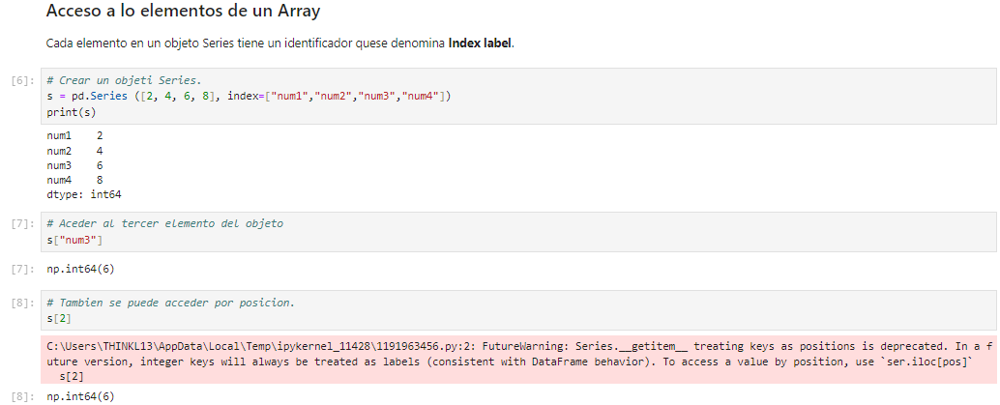 Acceso a lo elementos de un Array
Cada elemento en un objeto Series tiene un identificador quese denomina Index label.
[6]: # Crear un objeti Series.
s = pd.Series ([2, 4, 6, 8], index=["num1","num2","num3","num4"])
print(s)
num1    2
num2    4
num3    6
num4    8
dtype: int64
[7]: # Aceder al tercer elemento del objeto
s["num3"]
[7]: np.int64(6)
[8]: # Tambien se puede acceder por posicion.
s[2]
C:\Users\THINKL13\AppData\Local\Temp\ipykernel_11428\1191963456.py:2: FutureWarning: Series.__getitem__ treating keys as positions is deprecated. In a f
uture version, integer keys will always be treated as labels (consistent with DataFrame behavior). To access a value by position, use `ser.iloc[pos]`
  s[2]
[8]: np.int64(6)